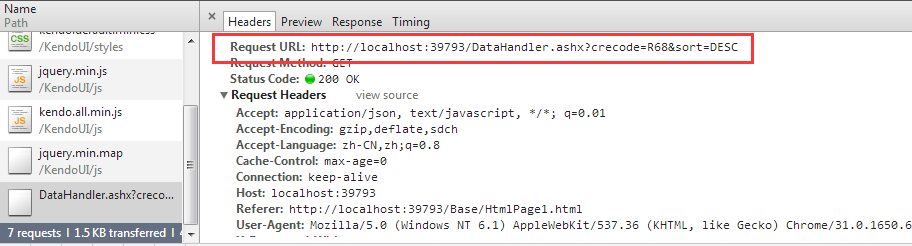 Name
Path
kendo.default.min.css
/KendoUI/styles
jquery.min.js
/KendoUI/js
kendo.all.min.js
/KendoUI/js
jquery.min.map
/KendoUI/js
DataHandler.ashx?creco...
7 requests | 1.5 KB transferred | 4
× Headers Preview Response Timing
Request URL: http://localhost:39793/DataHandler.ashx?crecode=R68&sort=DESC
Request Method: GET
Status Code: 200 OK
▼ Request Headers view source
Accept: application/json, text/javascript, */*; q=0.01
Accept-Encoding: gzip,deflate,sdch
Accept-Language: zh-CN,zh;q=0.8
Cache-Control: max-age=0
Connection: keep-alive
Host: localhost:39793
Referer: http://localhost:39793/Base/HtmlPage1.html
User-Agent: Mozilla/5.0 (Windows NT 6.1) AppleWebKit/537.36 (KHTML, like Gecko) Chrome/31.0.1650.6